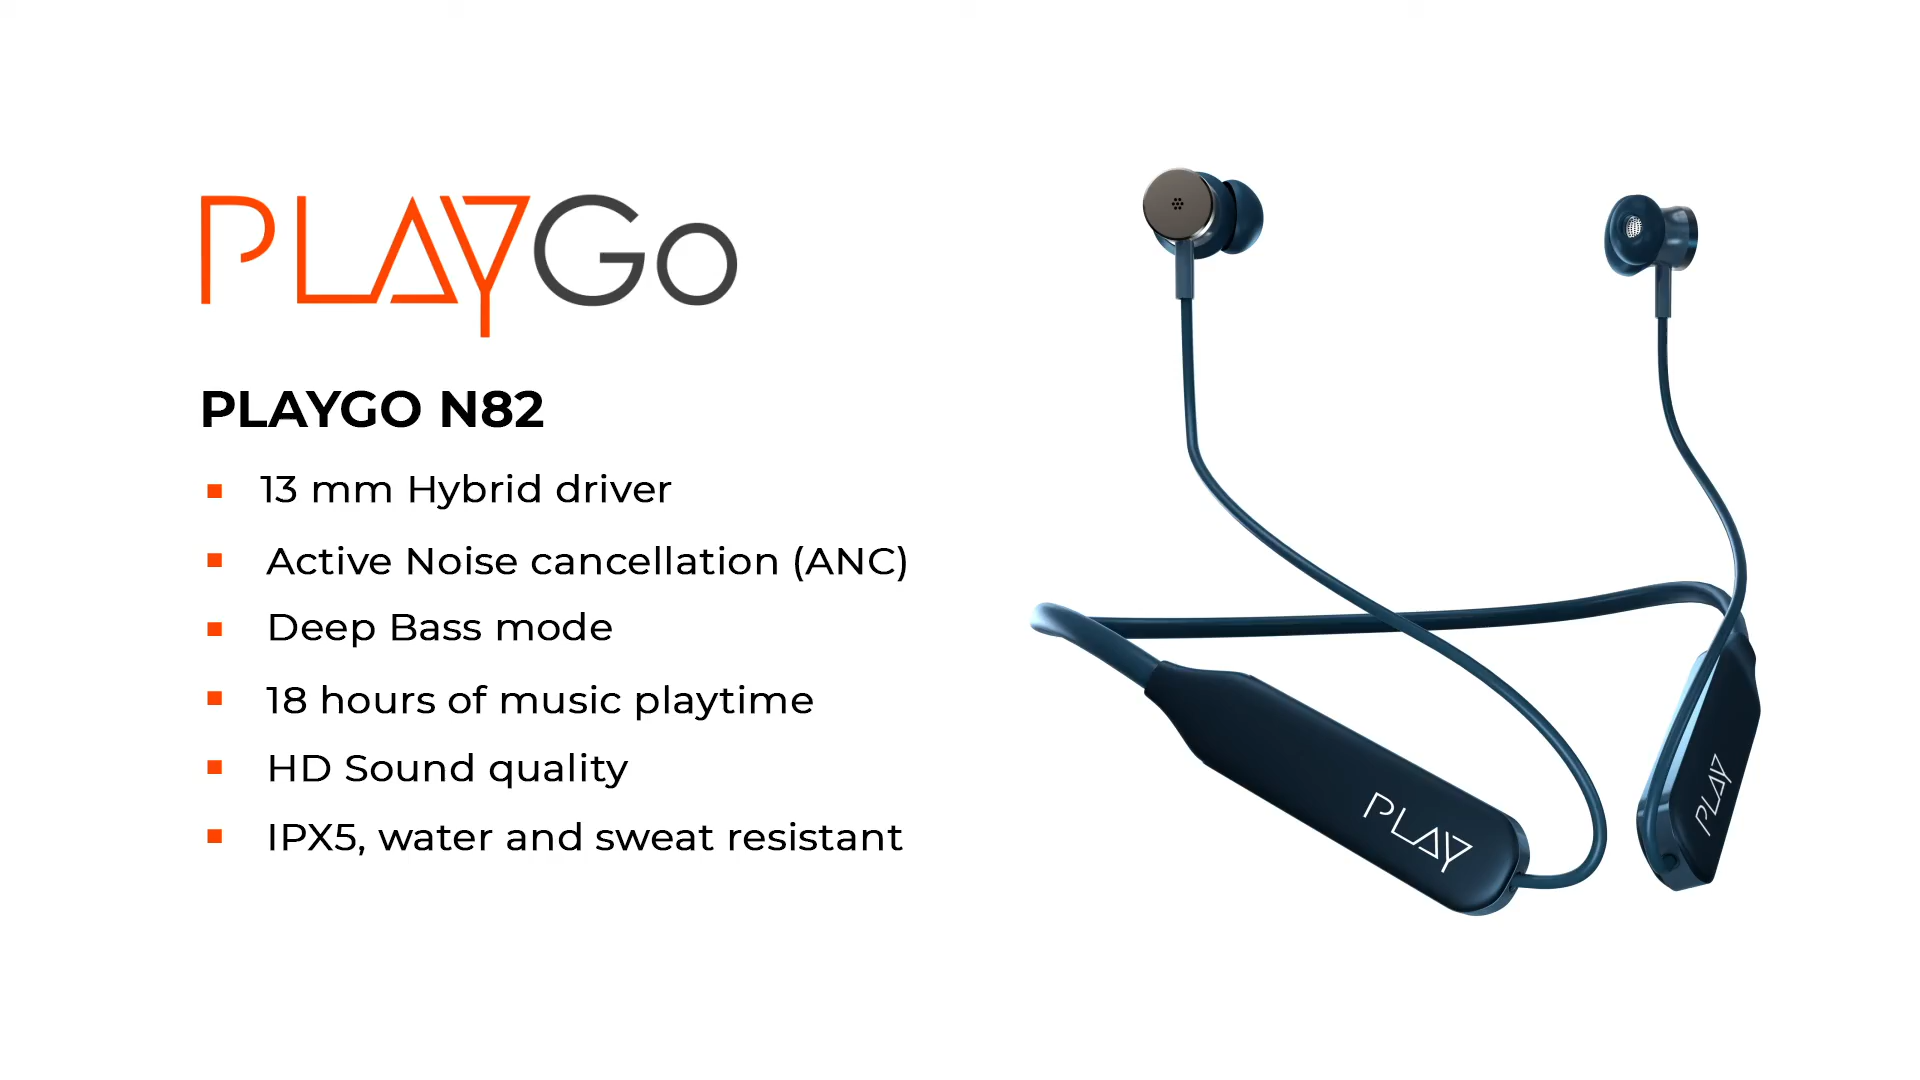 PLAYGO
PLAYGO N82
13 mm Hybrid driver
Active Noise cancellation (ANC)
Deep Bass mode
18 hours of music playtime
HD Sound quality
IPX5, water and sweat resistant
PLAY
PLAY